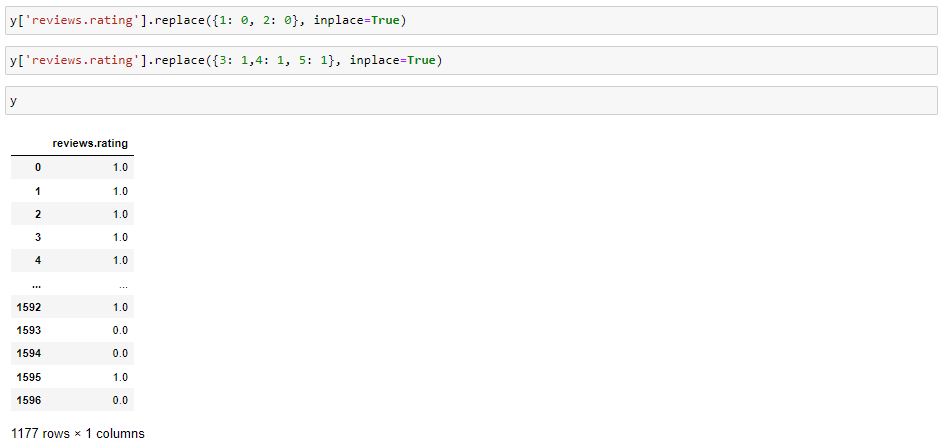 y['reviews.rating'].replace({1: 0, 2: 0}, inplace=True)
y['reviews.rating'].replace({3: 1,4: 1, 5: 1}, inplace=True)
y
reviews.rating
0 1.0
1 1.0
2 1.0
3 1.0
4 1.0
... ...
1592 1.0
1593 0.0
1594 0.0
1595 1.0
1596 0.0
1177 rows × 1 columns